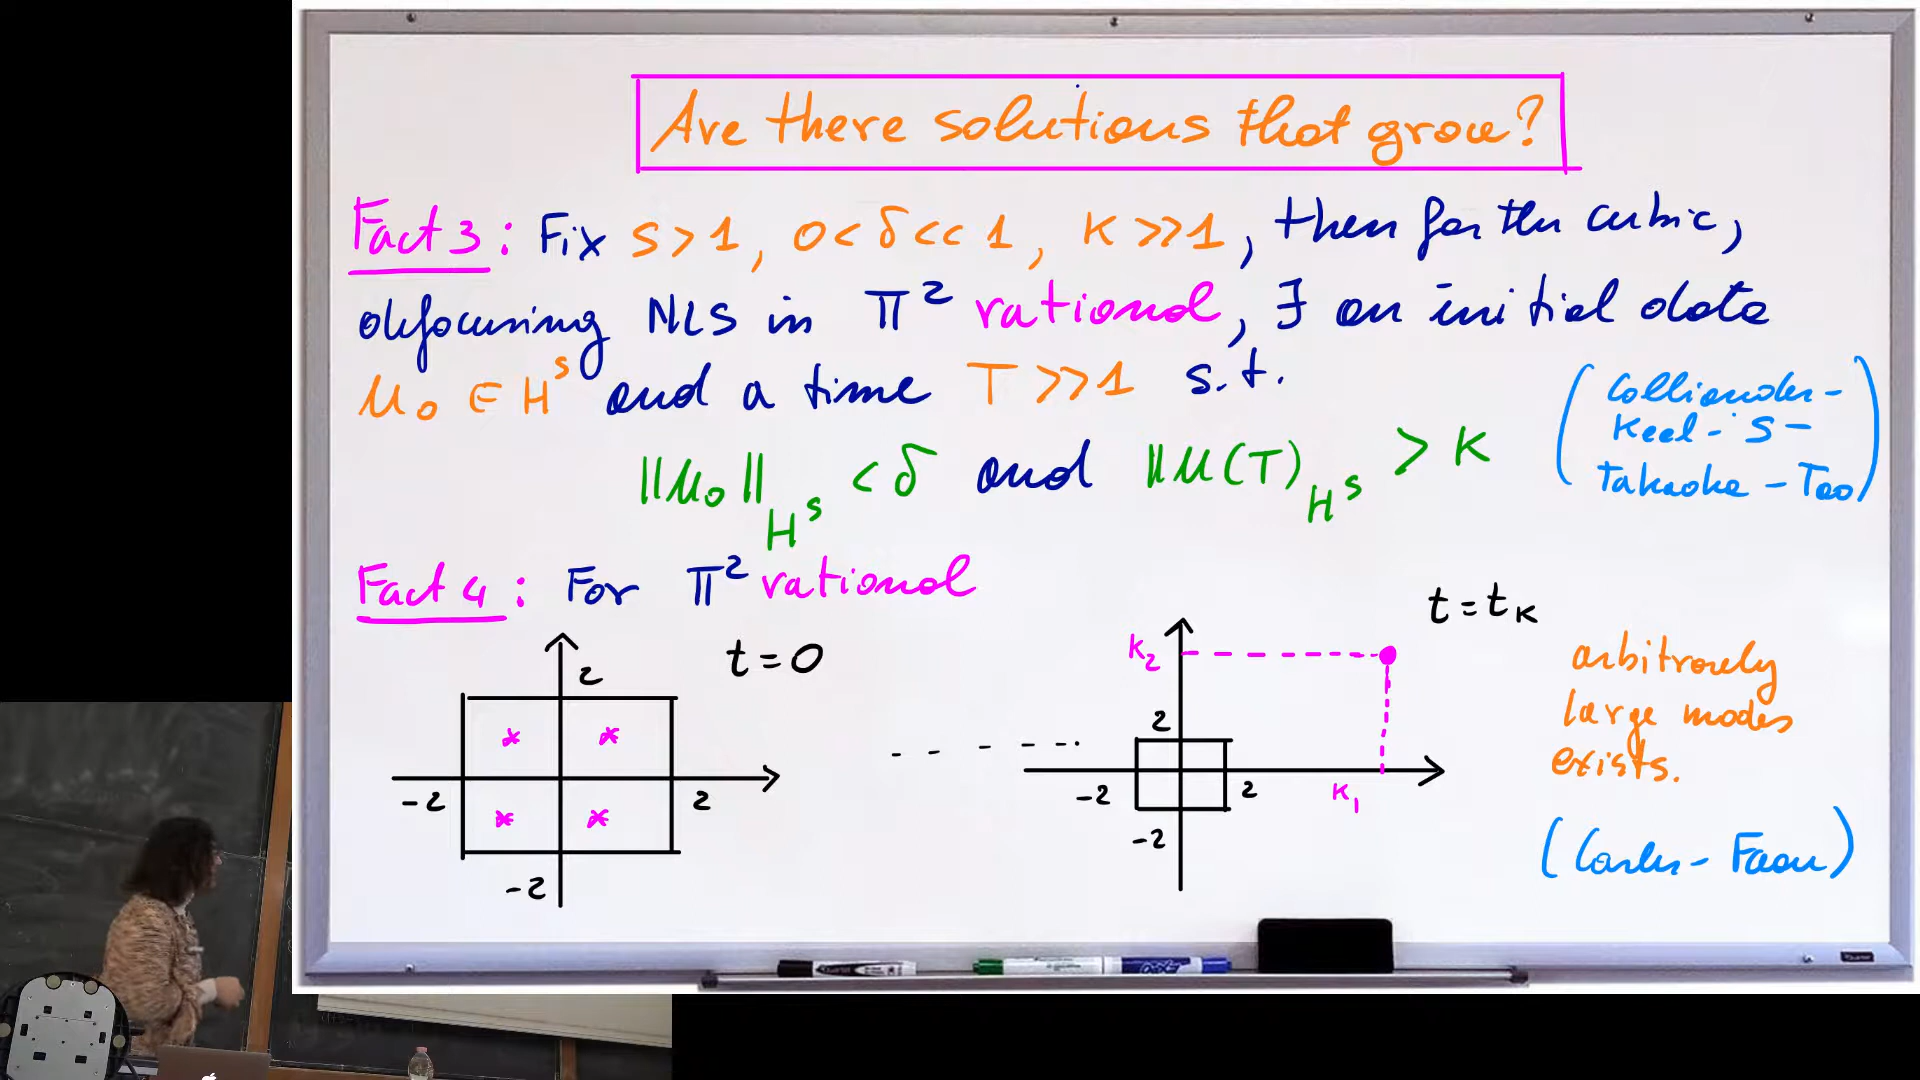 Are there solutions that grow?
Fact 3: Fix s>1, 0<δ<<1, K>>1, then for the cubic,
defocusing NLS in 𝕋² rational, ∃ an initial data
u₀ ∈ Hˢ and a time T>>1 s.t.
(Colliander-
Keel-S-
Takaoka-Tao)
||u₀||_Hˢ < δ and ||u(T)_Hˢ > K
Fact 4: For 𝕋² rational
t=0
t=t_K
2
-2
2
-2
K₂
2
-2
2
K₁
-2
arbitrarely
large modes
exists.
(Carles-Faou)